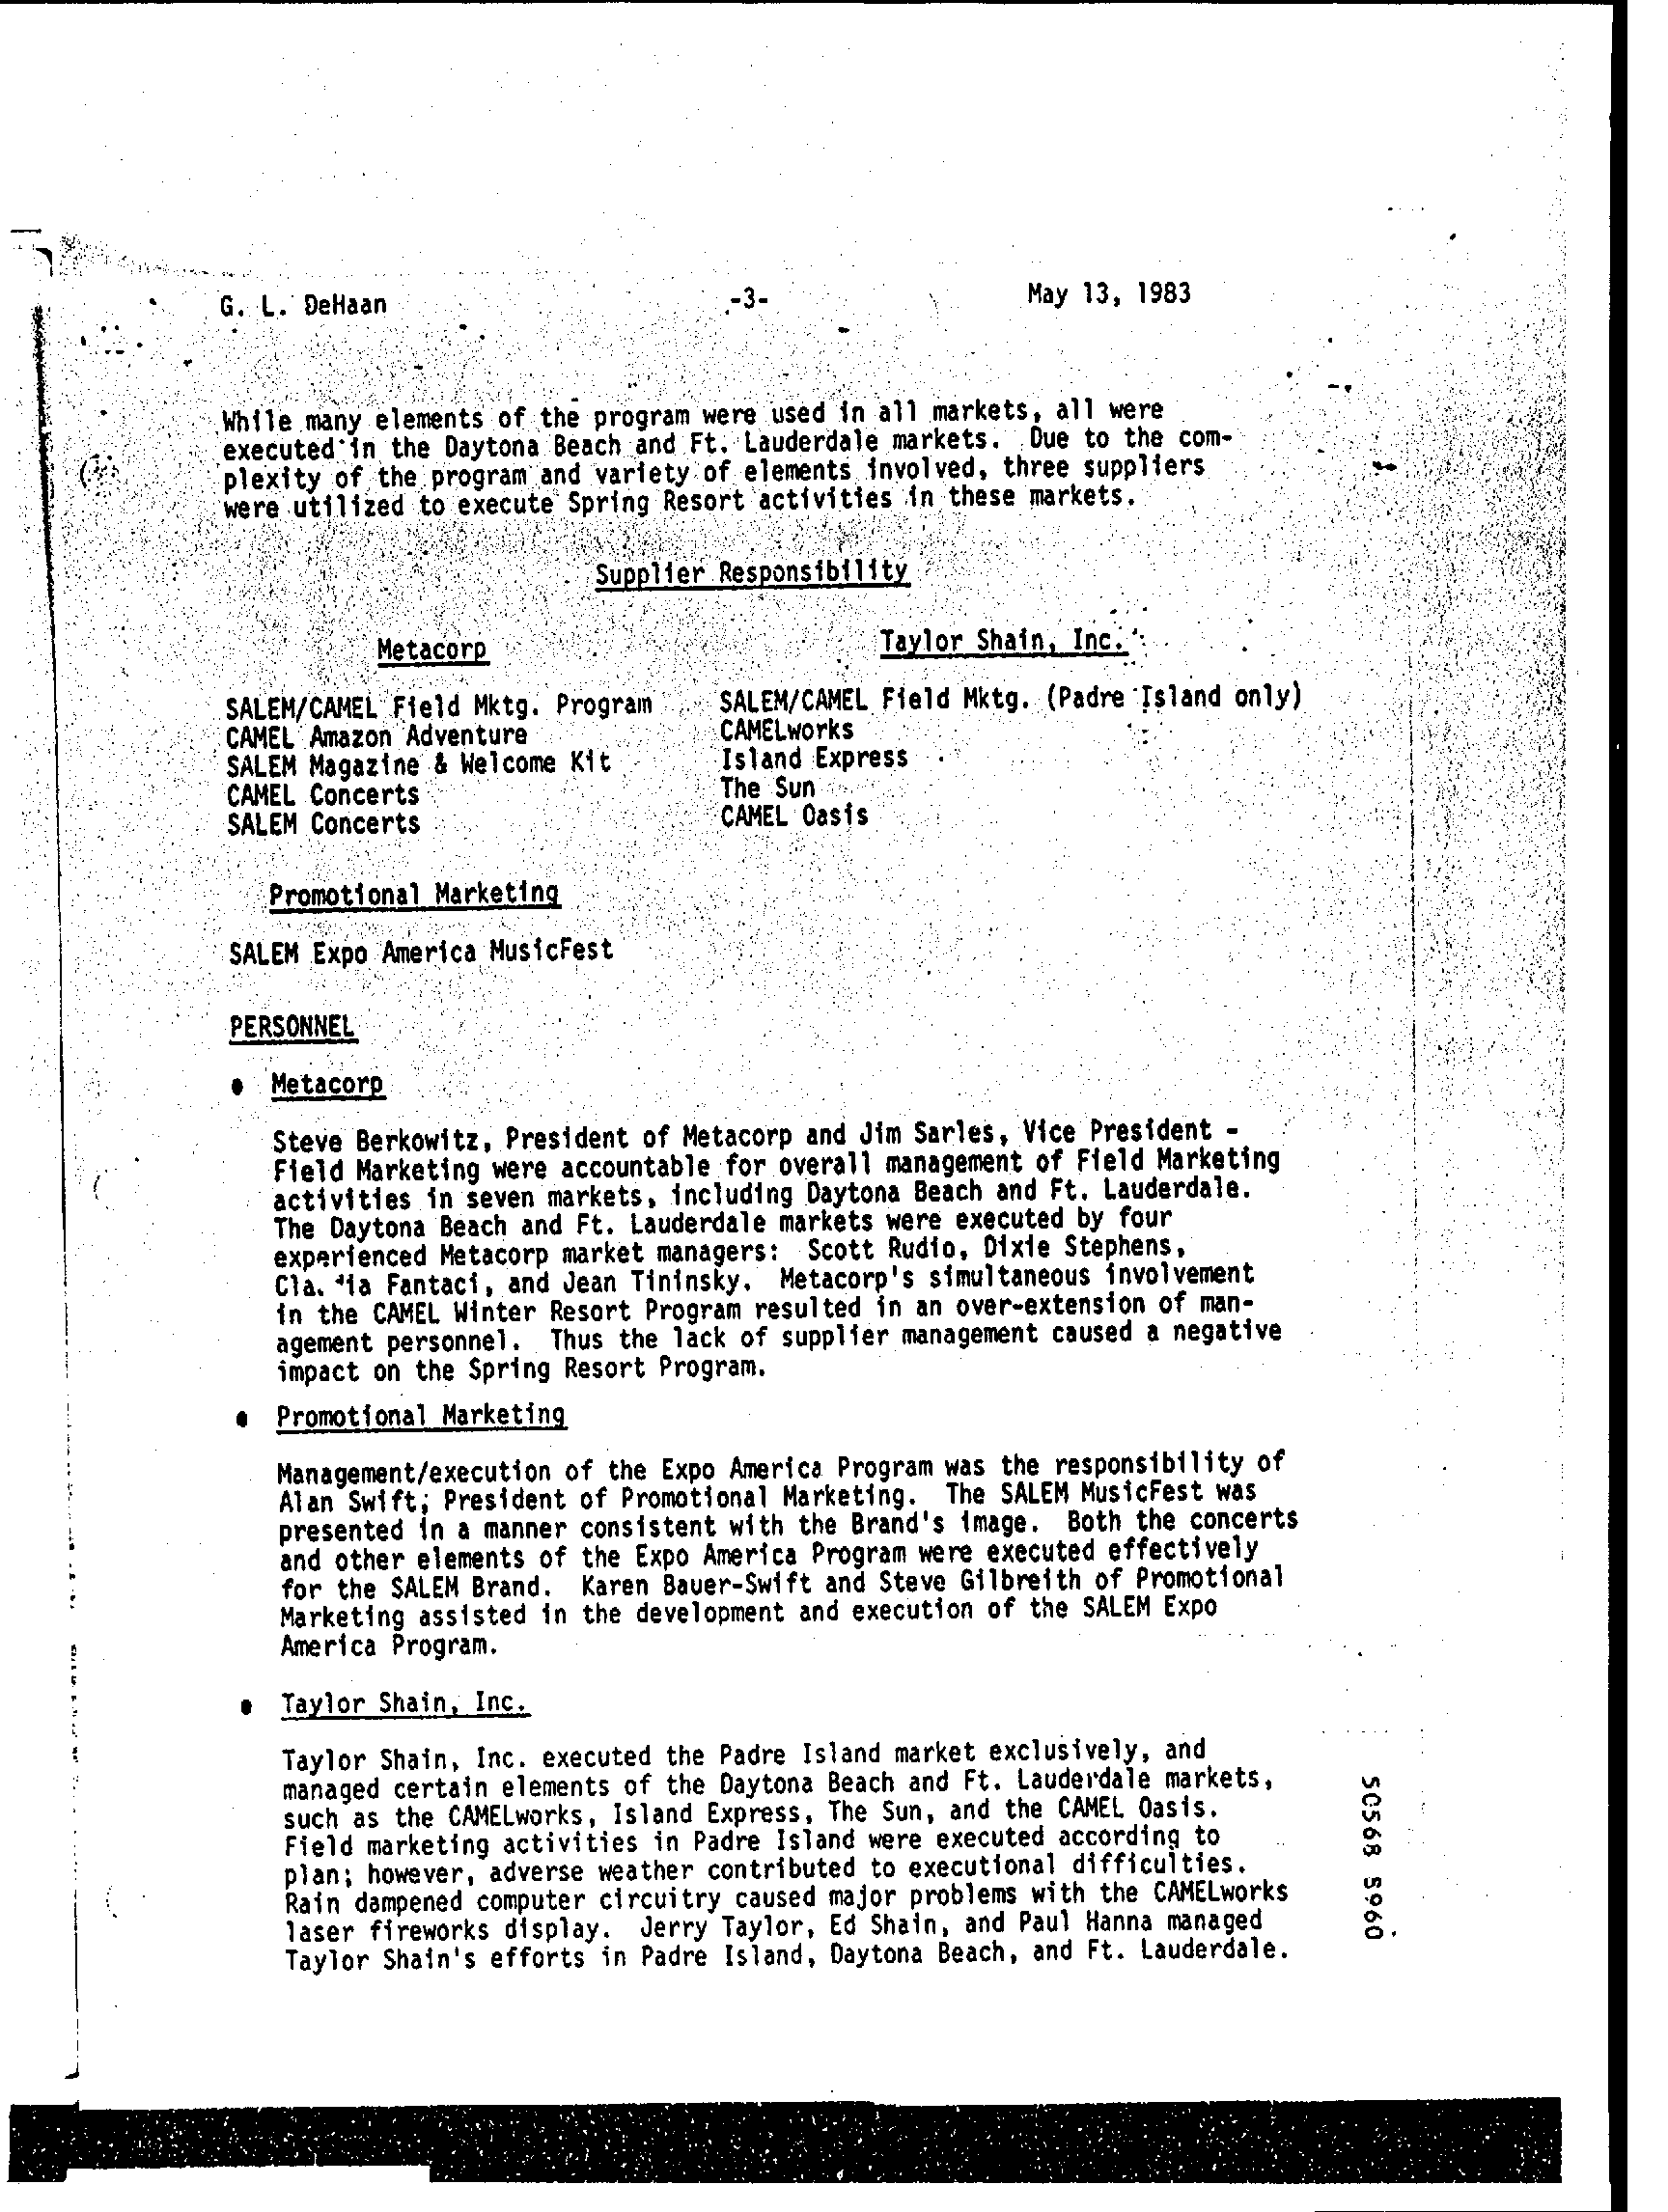 G. L. DeHaan -3- May 13, 1983
While many elements of the program were used in all markets, all were
executed in the Daytona Beach and Ft. Lauderdale markets. Due to the com-
plexity of the program and variety of elements involved, three suppliers
were utilized to execute Spring Resort activities in these markets.
Supplier Responsibility
Metacorp Taylor Shain, Inc.
SALEM/CAMEL Field Mktg. Program SALEM/CAMEL Field Mktg. (Padre Island only)
CAMEL Amazon Adventure CAMELworks
SALEM Magazine & Welcome Kit Island Express
CAMEL Concerts The Sun
SALEM Concerts CAMEL Oasis
Promotional Marketing
SALEM Expo America MusicFest
PERSONNEL
• Metacorp
Steve Berkowitz, President of Metacorp and Jim Sarles, Vice President -
Field Marketing were accountable for overall management of Field Marketing
activities in seven markets, including Daytona Beach and Ft. Lauderdale.
The Daytona Beach and Ft. Lauderdale markets were executed by four
experienced Metacorp market managers: Scott Rudio, Dixie Stephens,
Fantaci, and Jean Tininsky. Metacorp's simultaneous involvement
in the CAMEL Winter Resort Program resulted in an over-extension of man-
agement personnel. Thus the lack of supplier management caused a negative
impact on the Spring Resort Program.
• Promotional Marketing
Management/execution of the Expo America Program was the responsibility of
Alan Swift; President of Promotional Marketing. The SALEM MusicFest was
presented in a manner consistent with the Brand's image. Both the concerts
and other elements of the Expo America Program were executed effectively
for the SALEM Brand. Karen Bauer-Swift and Steve Gilbreith of Promotional
Marketing assisted in the development and execution of the SALEM Expo
America Program.
• Taylor Shain, Inc.
Taylor Shain, Inc. executed the Padre Island market exclusively, and
managed certain elements of the Daytona Beach and Ft. Lauderdale markets,
such as the CAMELworks, Island Express, The Sun, and the CAMEL Oasis.
Field marketing activities in Padre Island were executed according to
plan; however, adverse weather contributed to executional difficulties.
Rain dampened computer circuitry caused major problems with the CAMELworks
laser fireworks display. Jerry Taylor, Ed Shain, and Paul Hanna managed
Taylor Shain's efforts in Padre Island, Daytona Beach, and Ft. Lauderdale.
50568 5960